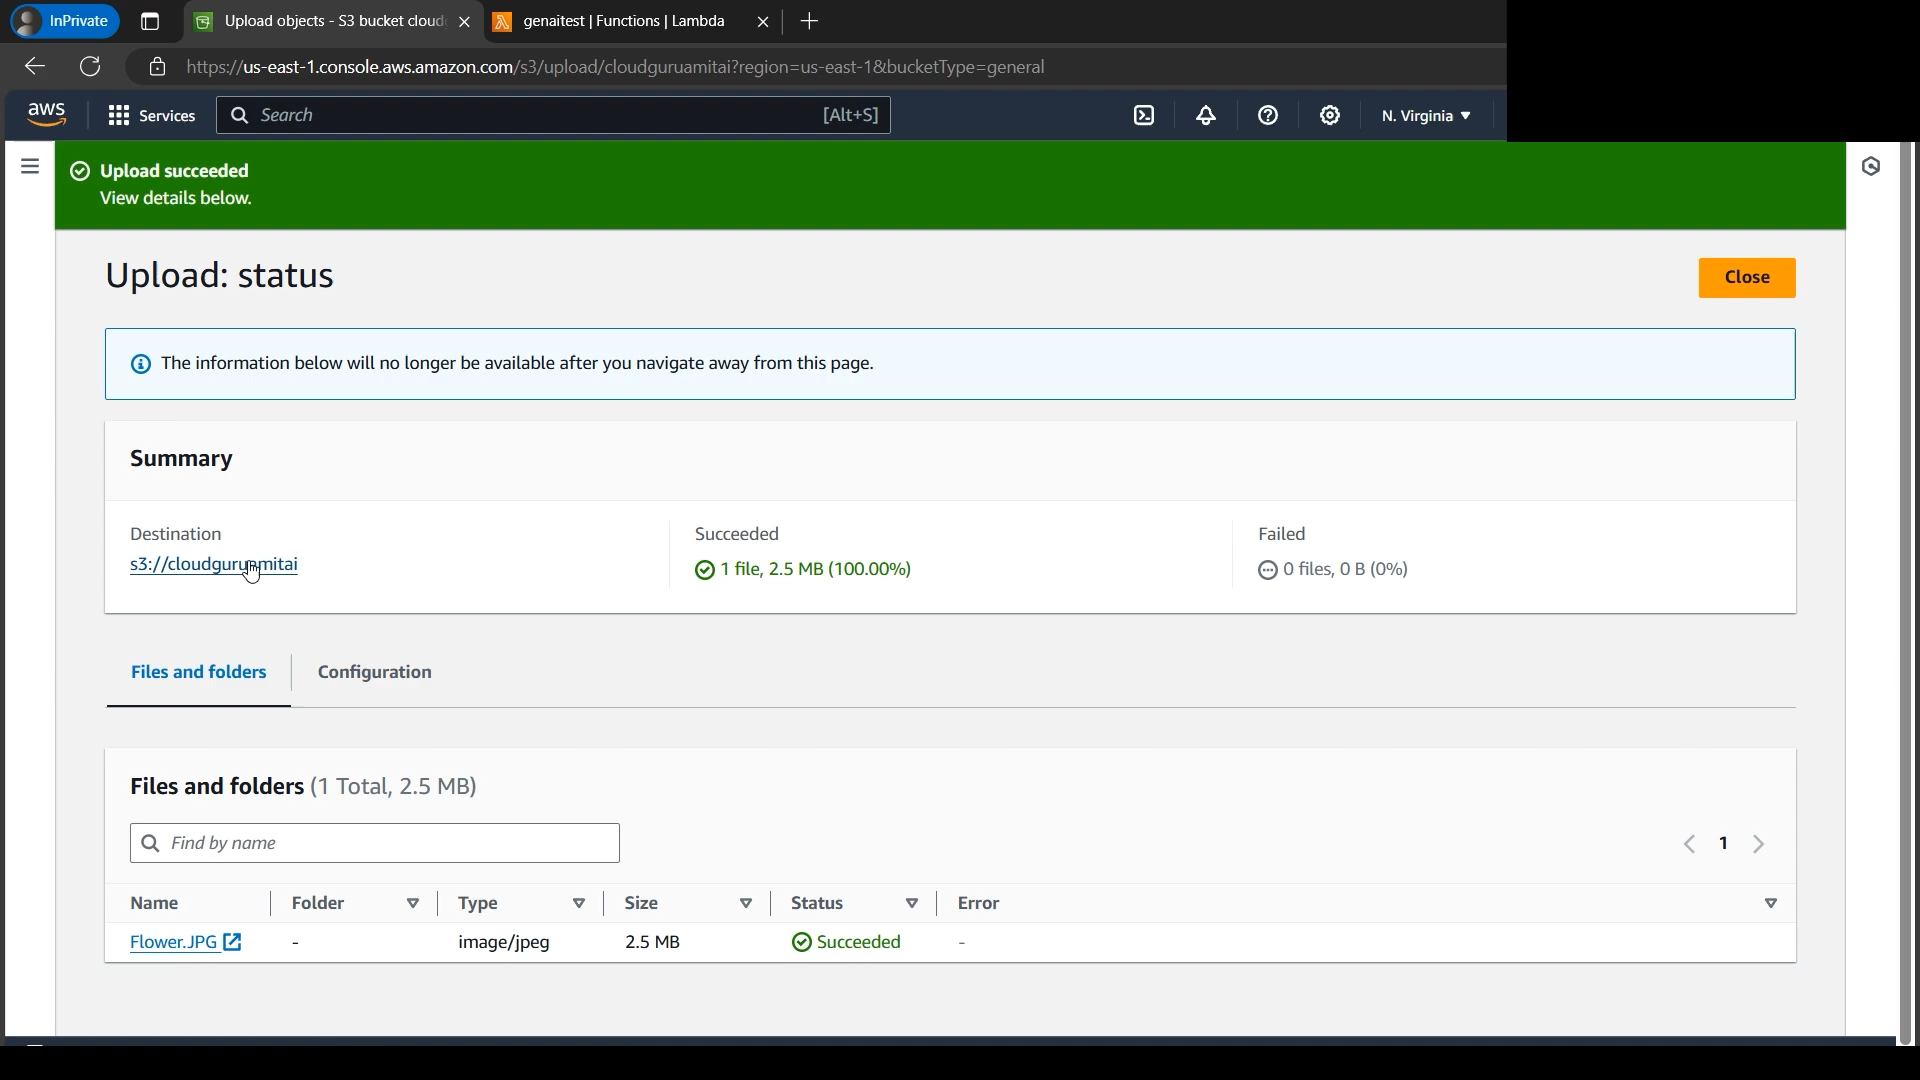 InPrivate
Upload objects - S3 bucket cloud
genaitest | Functions | Lambda
https://us-east-1.console.aws.amazon.com/s3/upload/cloudguruamitai?region=us-east-1&bucketType=general
aws
Services
Search
[Alt+S]
N. Virginia
Upload succeeded
View details below.
Upload: status
Close
The information below will no longer be available after you navigate away from this page.
Summary
Destination
s3://cloudguruamitai
Succeeded
1 file, 2.5 MB (100.00%)
Failed
0 files, 0 B (0%)
Files and folders
Configuration
Files and folders (1 Total, 2.5 MB)
Find by name
1
Name Folder Type Size Status Error
Flower.JPG - image/jpeg 2.5 MB Succeeded -